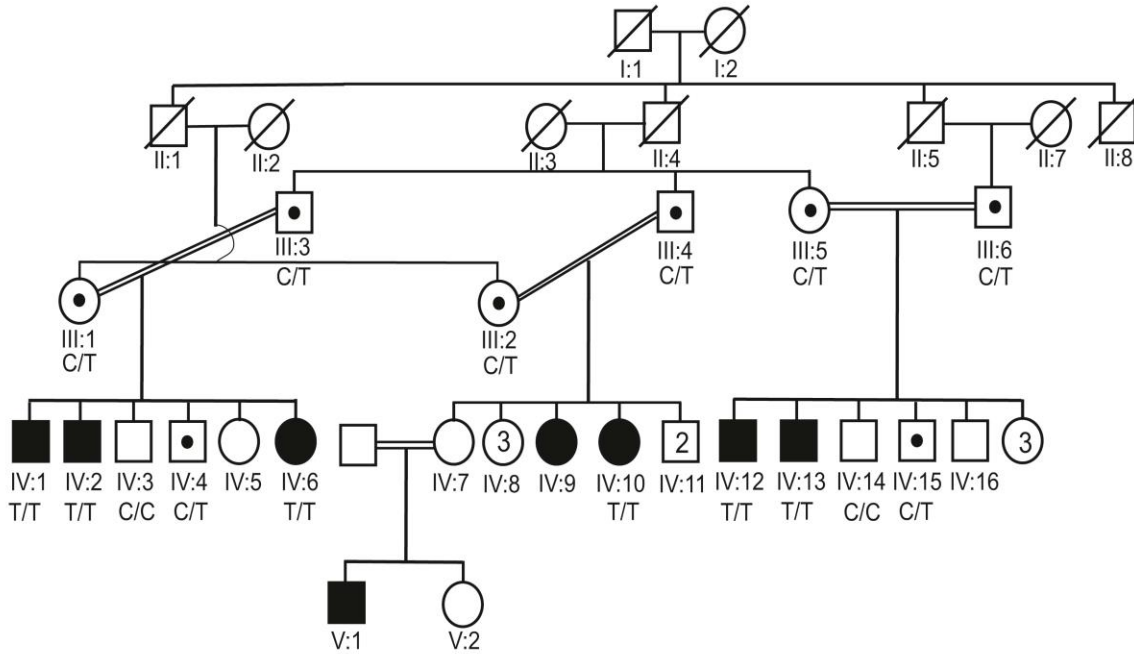 I:1 I:2
II:1 II:2 II:3 II:4 II:5 II:7 II:8
III:3 III:4 III:5 III:6
C/T C/T C/T C/T
III:1 III:2
C/T C/T
3 3 2
IV:1 IV:2 IV:3 IV:4 IV:5 IV:6 IV:7 IV:8 IV:9 IV:10 IV:11 IV:12 IV:13 IV:14 IV:15 IV:16
T/T T/T C/C C/T T/T T/T T/T T/T C/C C/T
V:1 V:2